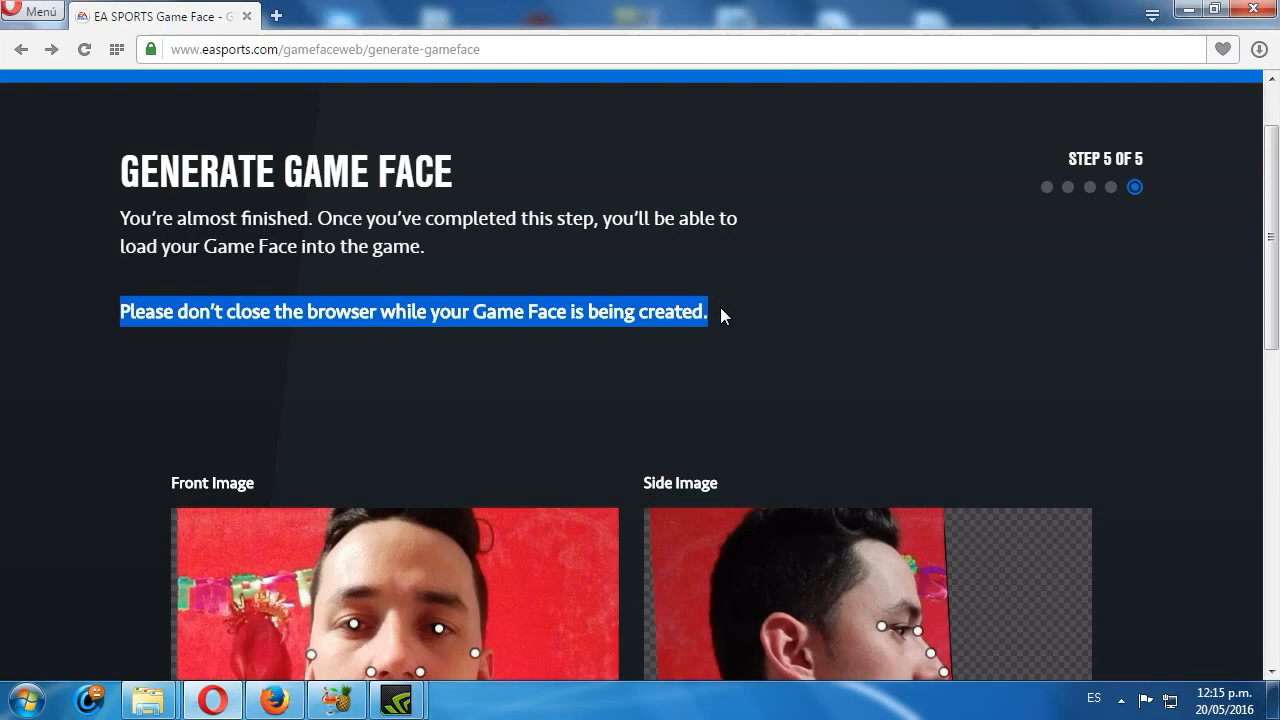 Menú
EA SPORTS Game Face - G
www.easports.com/gamefaceweb/generate-gameface
GENERATE GAME FACE
STEP 5 OF 5
You're almost finished. Once you've completed this step, you'll be able to
load your Game Face into the game.
Please don't close the browser while your Game Face is being created.
Front Image
Side Image
ES
12:15 p.m.
20/05/2016